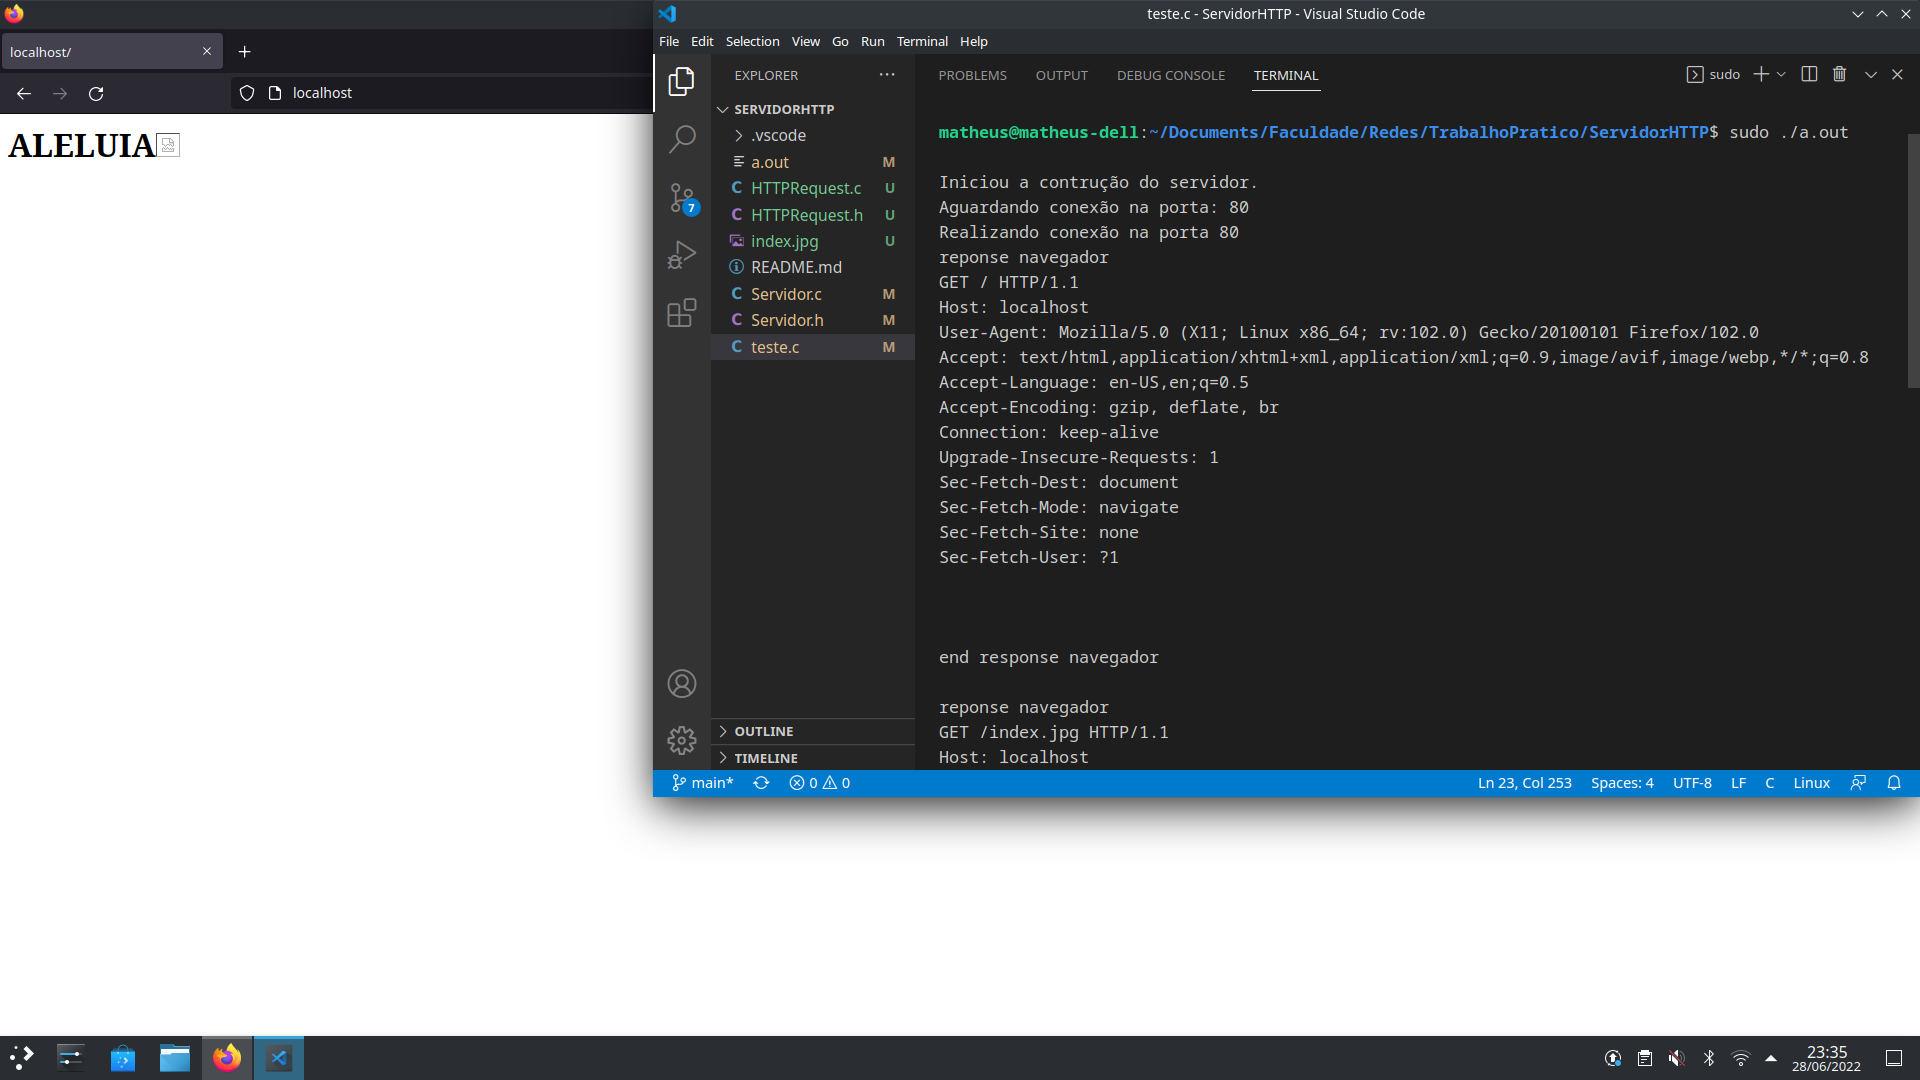 localhost/
localhost
ALELUIA
teste.c - ServidorHTTP - Visual Studio Code
File Edit Selection View Go Run Terminal Help
EXPLORER
SERVIDORHTTP
.vscode
a.out M
HTTPRequest.c U
HTTPRequest.h U
index.jpg U
README.md
Servidor.c M
Servidor.h M
teste.c M
7
OUTLINE
TIMELINE
PROBLEMS OUTPUT DEBUG CONSOLE TERMINAL
sudo
matheus@matheus-dell:~/Documents/Faculdade/Redes/TrabalhoPratico/ServidorHTTP$ sudo ./a.out
Iniciou a contrução do servidor.
Aguardando conexão na porta: 80
Realizando conexão na porta 80
reponse navegador
GET / HTTP/1.1
Host: localhost
User-Agent: Mozilla/5.0 (X11; Linux x86_64; rv:102.0) Gecko/20100101 Firefox/102.0
Accept: text/html,application/xhtml+xml,application/xml;q=0.9,image/avif,image/webp,*/*;q=0.8
Accept-Language: en-US,en;q=0.5
Accept-Encoding: gzip, deflate, br
Connection: keep-alive
Upgrade-Insecure-Requests: 1
Sec-Fetch-Dest: document
Sec-Fetch-Mode: navigate
Sec-Fetch-Site: none
Sec-Fetch-User: ?1
end response navegador
reponse navegador
GET /index.jpg HTTP/1.1
Host: localhost
main* 0 0
Ln 23, Col 253 Spaces: 4 UTF-8 LF C Linux
23:35
28/06/2022